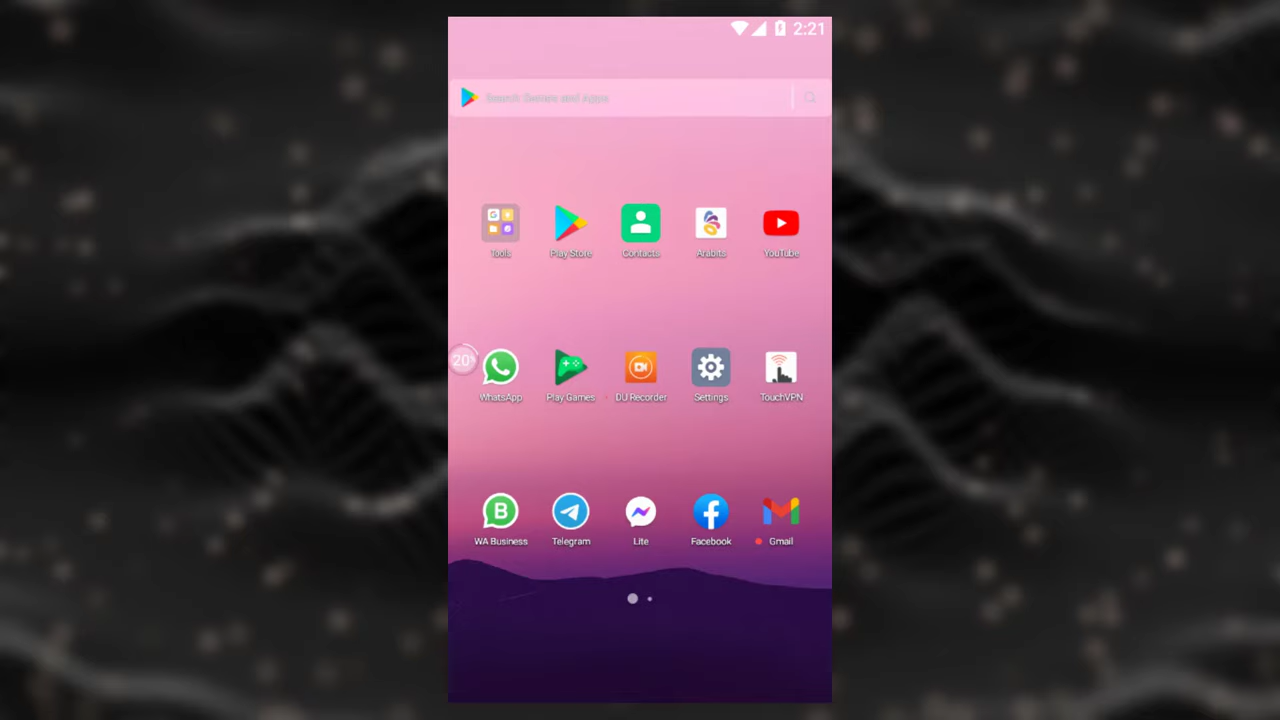 2:21
Search Games and Apps
Tools
Play Store
Contacts
Arabits
YouTube
20%
WhatsApp
Play Games
DU Recorder
Settings
TouchVPN
B
WA Business
Telegram
Lite
Facebook
Gmail